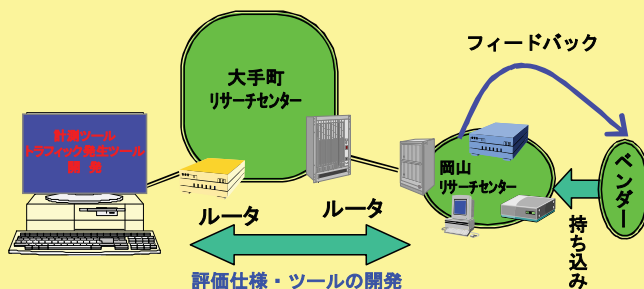 フィードバック
大手町
リサーチセンター
計測ツール
トラフィック発生ツール
開 発
岡山
リサーチセンター
ベンダー
ルータ
ルータ
持ち込み
評価仕様・ツールの開発